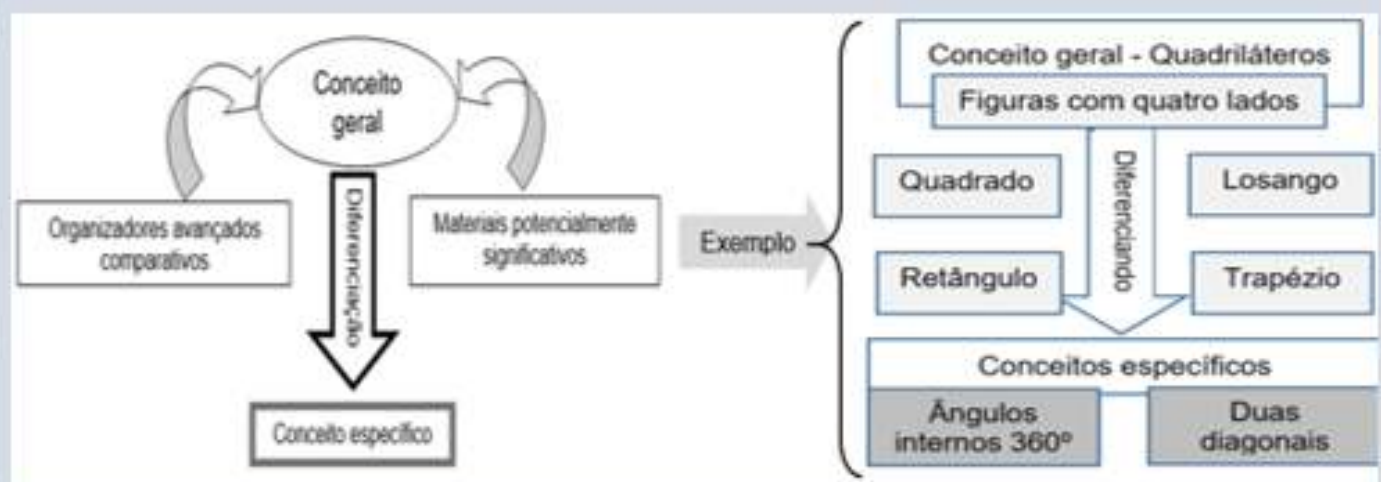 Conceito
geral
Organizadores avançados
comparativos
Diferenciação
Materiais potencialmente
significativos
Conceito específico
Exemplo
Conceito geral - Quadriláteros
Figuras com quatro lados
Quadrado
Diferenciando
Losango
Retângulo
Trapézio
Conceitos específicos
Ângulos
internos 360º
Duas
diagonais